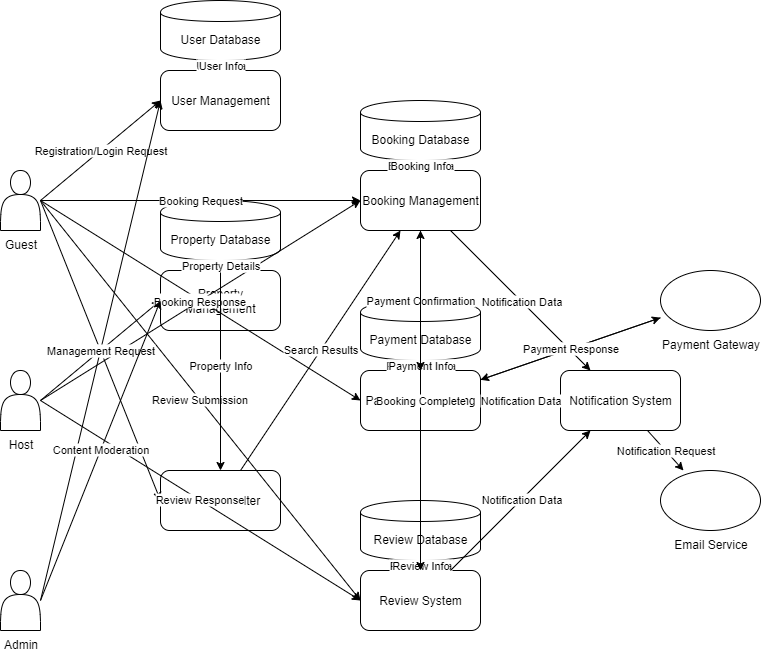 User Database
User Info
User Management
Registration/Login Request
Booking Database
Booking Info
Booking Management
Booking Request
Guest
Property Database
Property Details
Property
Management
Booking Response
Payment Confirmation
Notification Data
Payment Database
Payment Gateway
Payment Response
Management Request
Search Results
Property Info
Payment Info
Review Submission
Booking Complete
Notification Data
Notification System
Host
Content Moderation
Notification Request
Review Response
Notification Data
Review Database
Email Service
Review Info
Review System
Admin